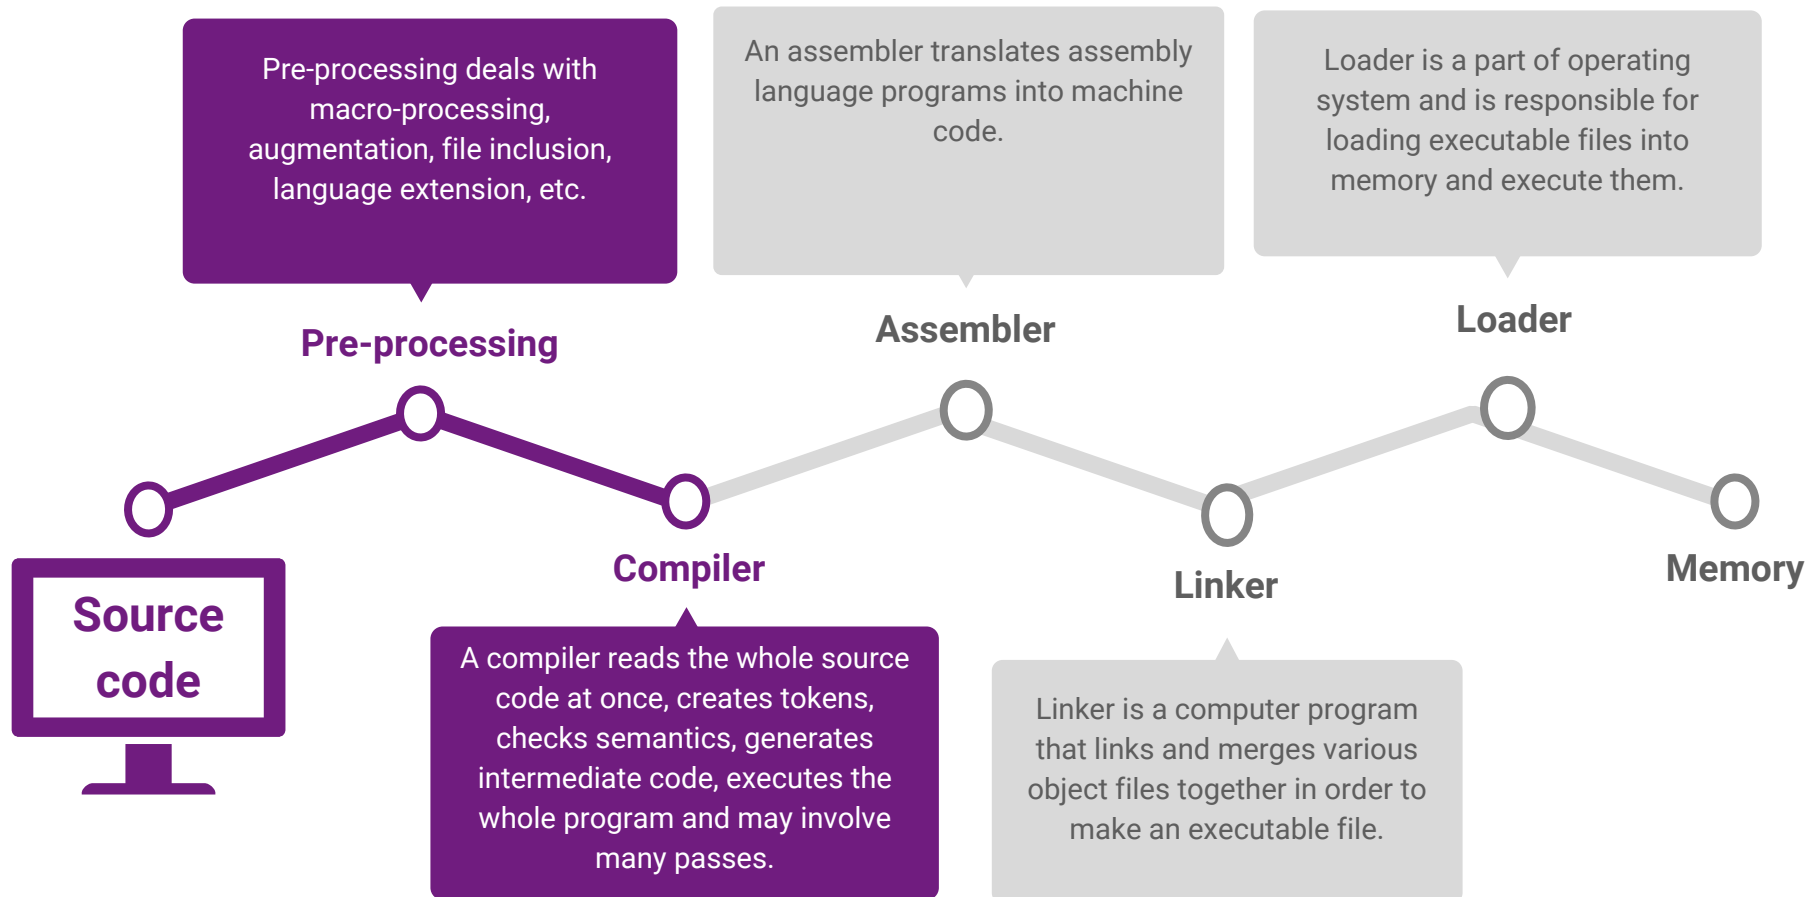 Pre-processing deals with
macro-processing,
augmentation, file inclusion,
language extension, etc.
An assembler translates assembly
language programs into machine
code.
Loader is a part of operating
system and is responsible for
loading executable files into
memory and execute them.
Pre-processing
Assembler
Loader
Source
code
Compiler
Linker
Memory
A compiler reads the whole source
code at once, creates tokens,
checks semantics, generates
intermediate code, executes the
whole program and may involve
many passes.
Linker is a computer program
that links and merges various
object files together in order to
make an executable file.